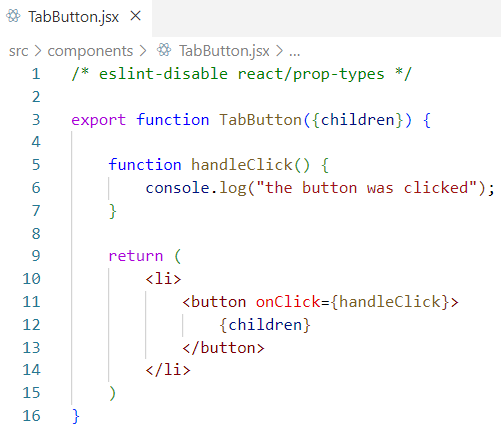 TabButton.jsx ×
src > components > TabButton.jsx > ...
1 /* eslint-disable react/prop-types */
2
3 export function TabButton({children}) {
4
5     function handleClick() {
6         console.log("the button was clicked");
7     }
8
9     return (
10         <li>
11             <button onClick={handleClick}>
12                 {children}
13             </button>
14         </li>
15     )
16 }